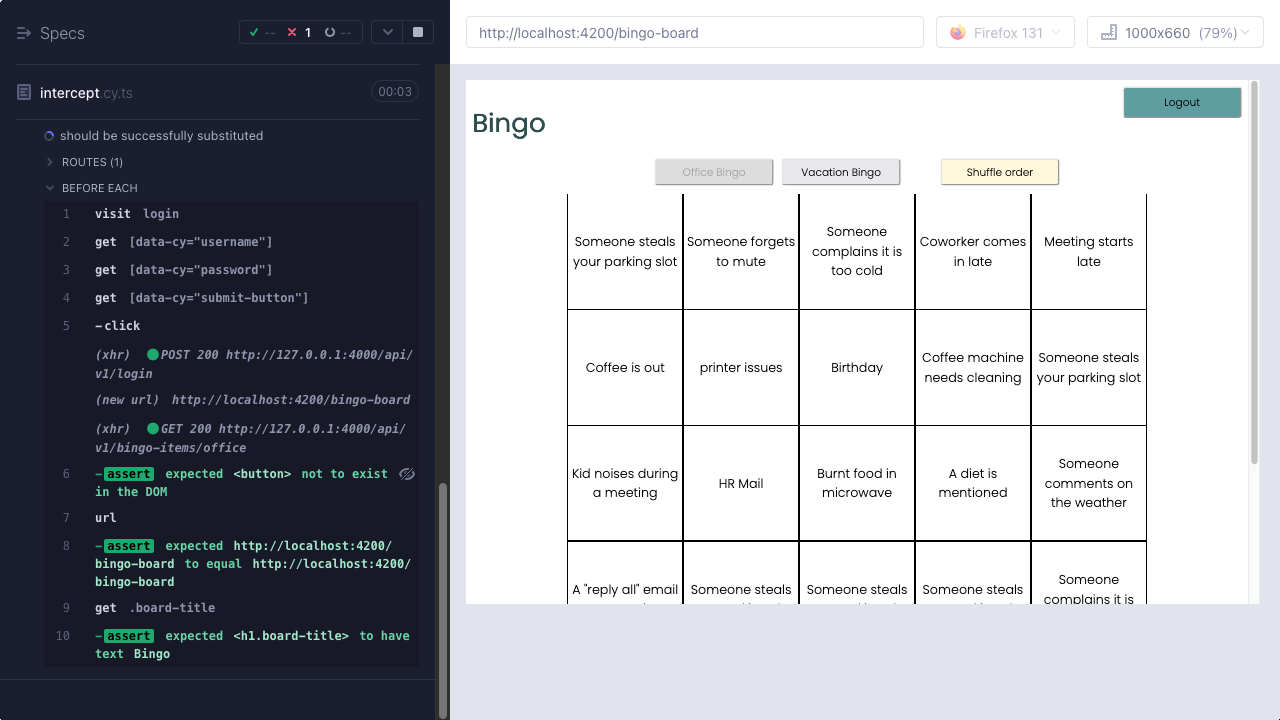 Specs
-- 1 --
intercept.cy.ts
00:03
should be successfully substituted
ROUTES (1)
BEFORE EACH
1 visit login
2 get [data-cy="username"]
3 get [data-cy="password"]
4 get [data-cy="submit-button"]
5 -click
(xhr) POST 200 http://127.0.0.1:4000/api/
v1/login
(new url) http://localhost:4200/bingo-board
(xhr) GET 200 http://127.0.0.1:4000/api/
v1/bingo-items/office
6 -assert expected <button> not to exist
in the DOM
7 url
8 -assert expected http://localhost:4200/
bingo-board to equal http://localhost:4200/
bingo-board
9 get .board-title
10 -assert expected <h1.board-title> to have
text Bingo
http://localhost:4200/bingo-board
Firefox 131
1000x660 (79%)
Logout
Bingo
Office Bingo
Vacation Bingo
Shuffle order
Someone steals
your parking slot
Someone forgets
to mute
Someone
complains it is
too cold
Coworker comes
in late
Meeting starts
late
Coffee is out
printer issues
Birthday
Coffee machine
needs cleaning
Someone steals
your parking slot
Kid noises during
a meeting
HR Mail
Burnt food in
microwave
A diet is
mentioned
Someone
comments on
the weather
A "reply all" email
Someone steals
Someone steals
Someone steals
Someone
complains it is